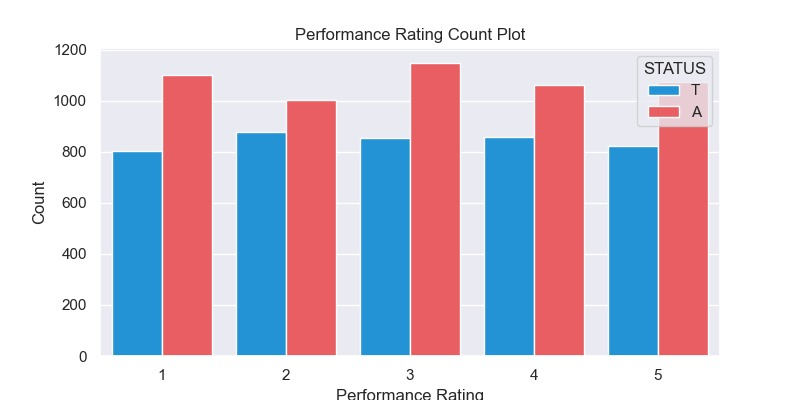 Performance Rating Count Plot
1200
1000
800
600
400
200
0
Count
STATUS
T
A
1 2 3 4 5
Performance Rating